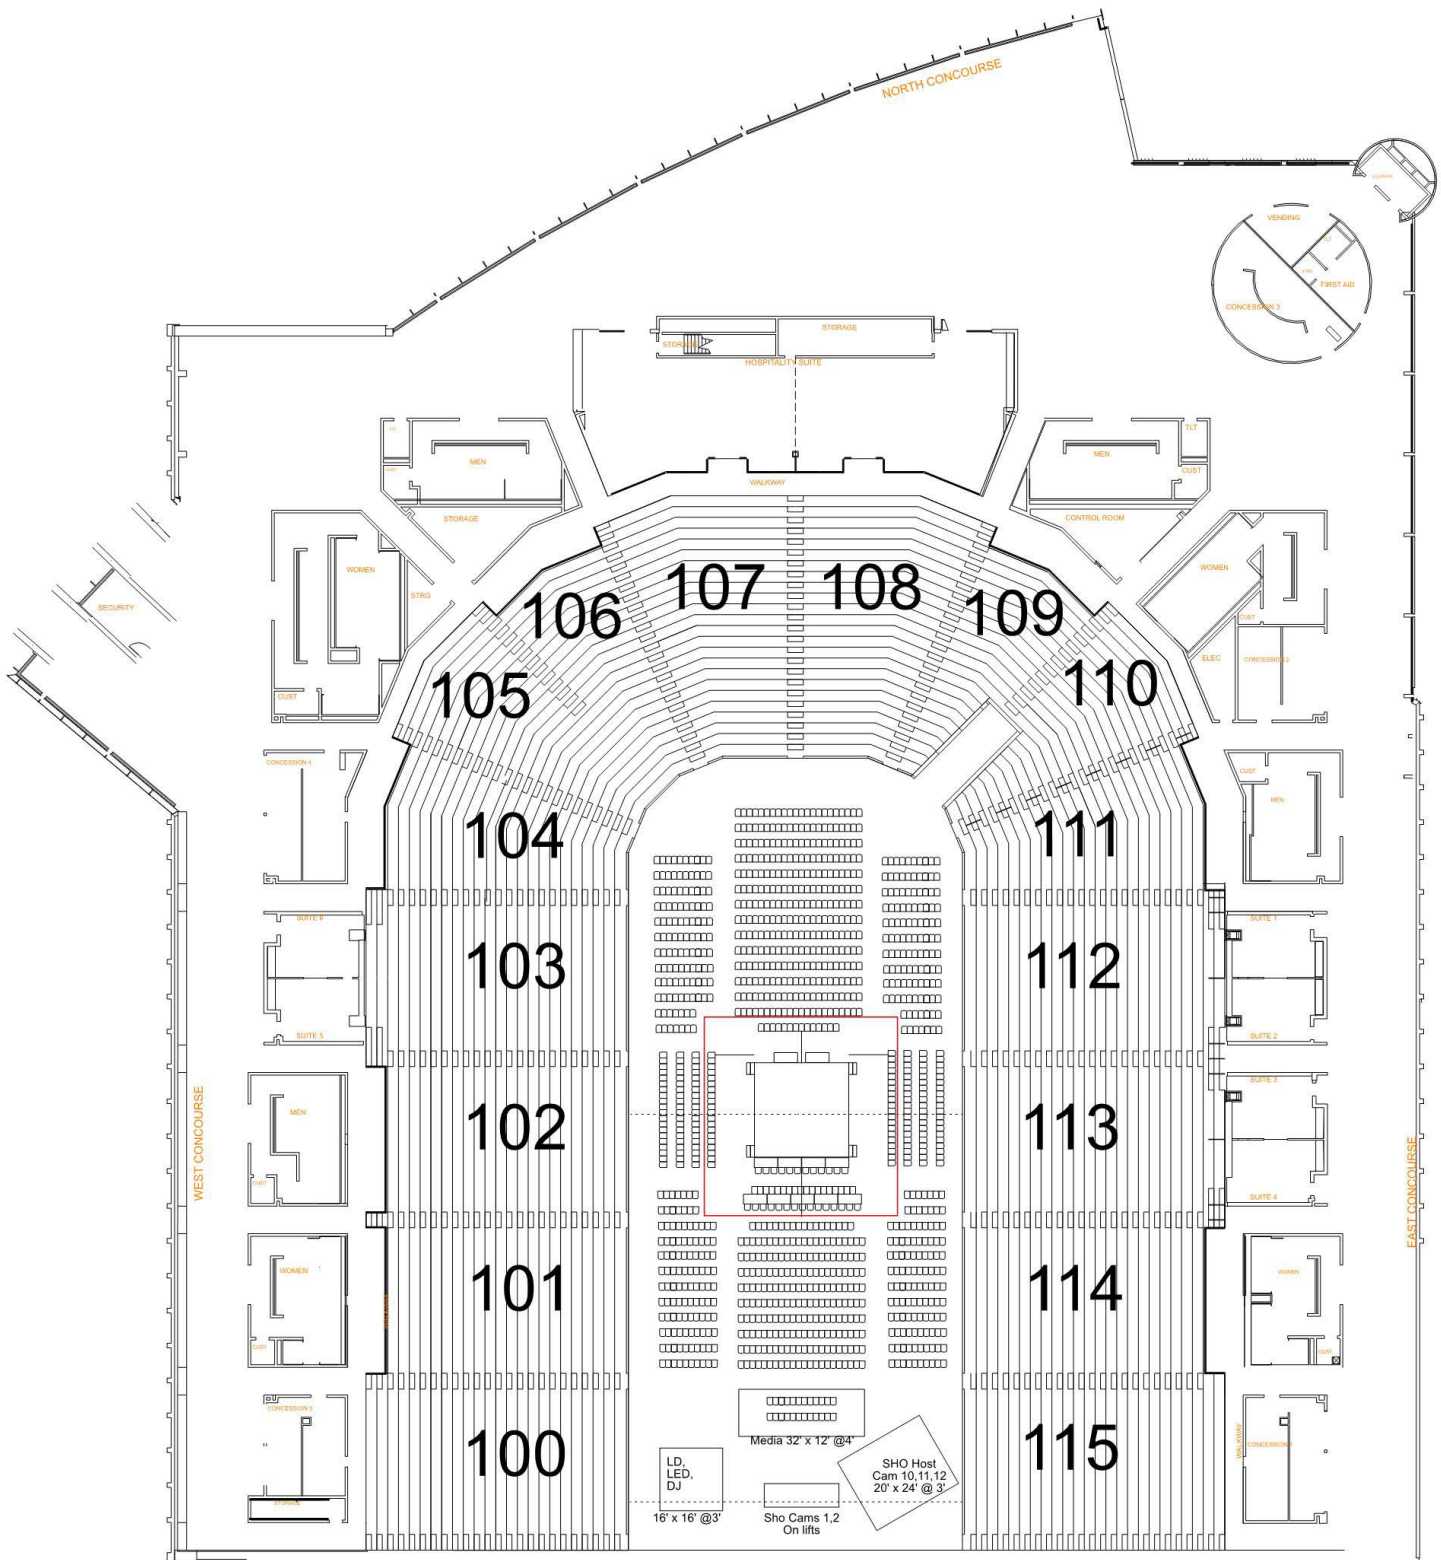 NORTH CONCOURSE
VENDING
FIRST AID
CONCESSION 3
STORAGE
STORAGE
HOSPITALITY SUITE
WALKWAY
MEN
STORAGE
MEN
TLT
CUST
CONTROL ROOM
WOMEN
STRG
CUST
SECURITY
WOMEN
CUST
ELEC
CONCESSION 2
107
108
106
109
105
110
CONCESSION 4
CUST
MEN
104
111
SUITE 6
SUITE 1
103
112
SUITE 5
SUITE 2
SUITE 3
MEN
CUST
102
113
SUITE 4
WEST CONCOURSE
EAST CONCOURSE
WOMEN
CUST
WALKWAY
101
114
WOMEN
CUST
CONCESSION 5
STORAGE
100
115
WALKWAY
Media 32' x 12' @4'
LD,
LED,
DJ
16' x 16' @3'
Sho Cams 1,2
On lifts
SHO Host
Cam 10,11,12
20' x 24' @ 3'